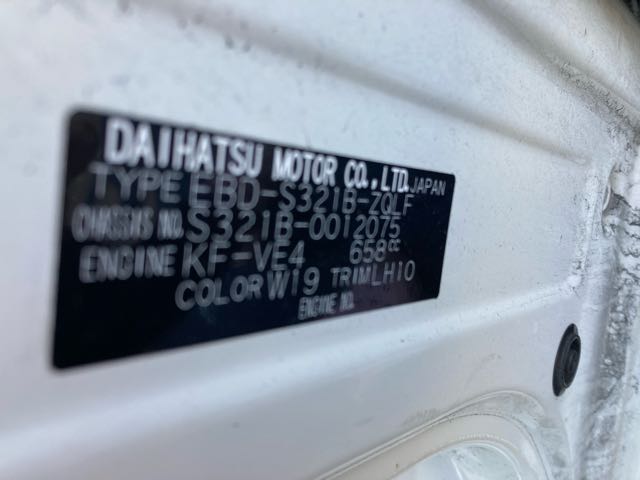 DAIHATSU MOTOR CO.,LTD. JAPAN
TYPE EBD-S321B-ZQLF
CHASSIS NO. S321B-0012075
ENGINE KF-VE4 658
COLOR W19 TRIM LH10
ENGINE NO.